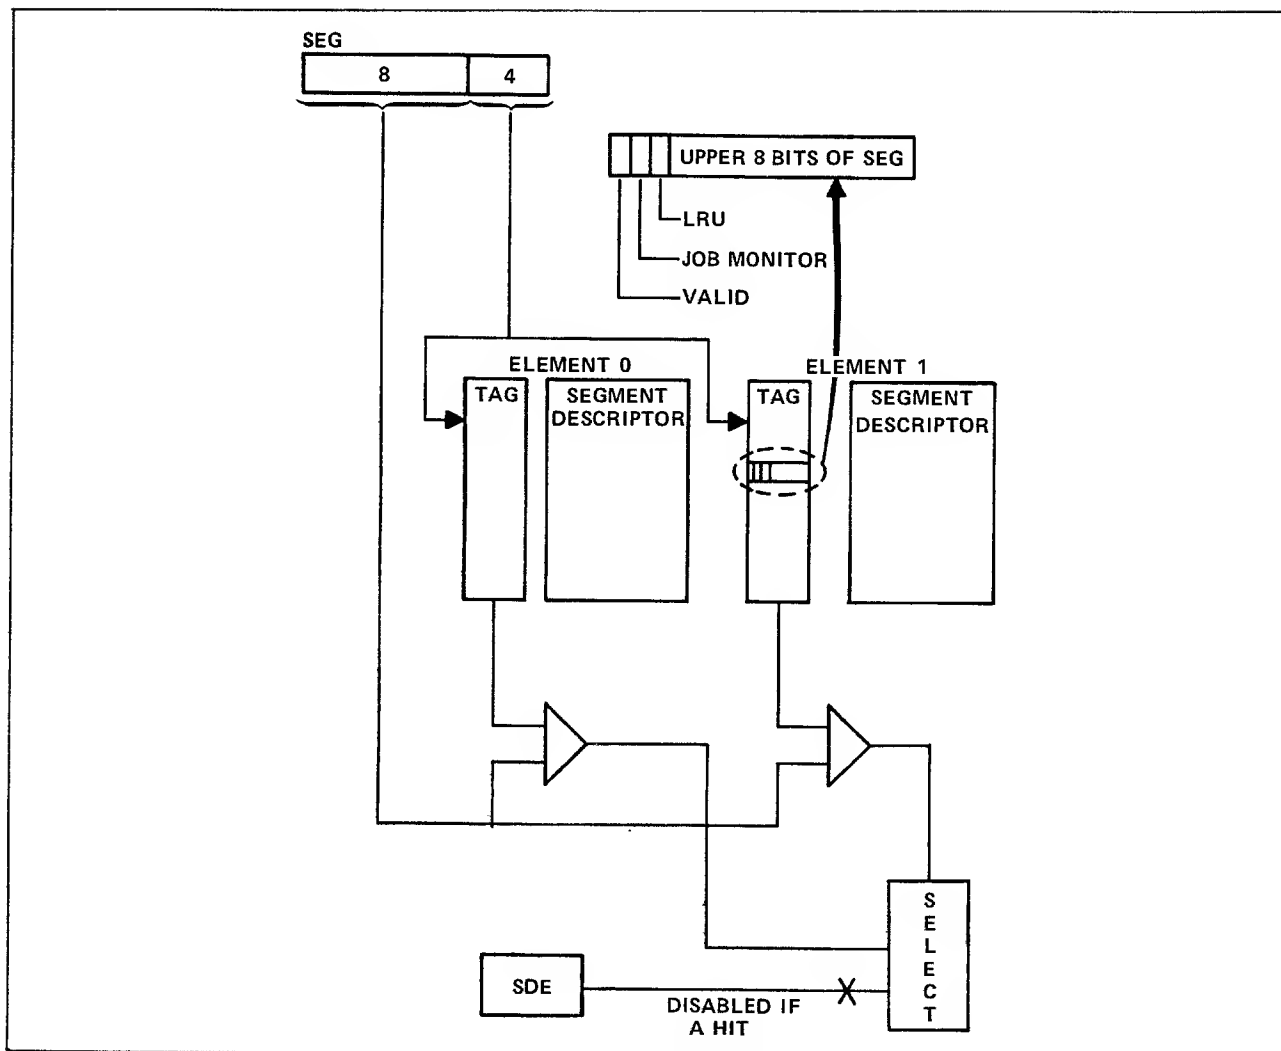 SEG
8 4
UPPER 8 BITS OF SEG
LRU
JOB MONITOR
VALID
ELEMENT 0
ELEMENT 1
TAG
SEGMENT
DESCRIPTOR
TAG
SEGMENT
DESCRIPTOR
SELECT
SDE
DISABLED IF
A HIT